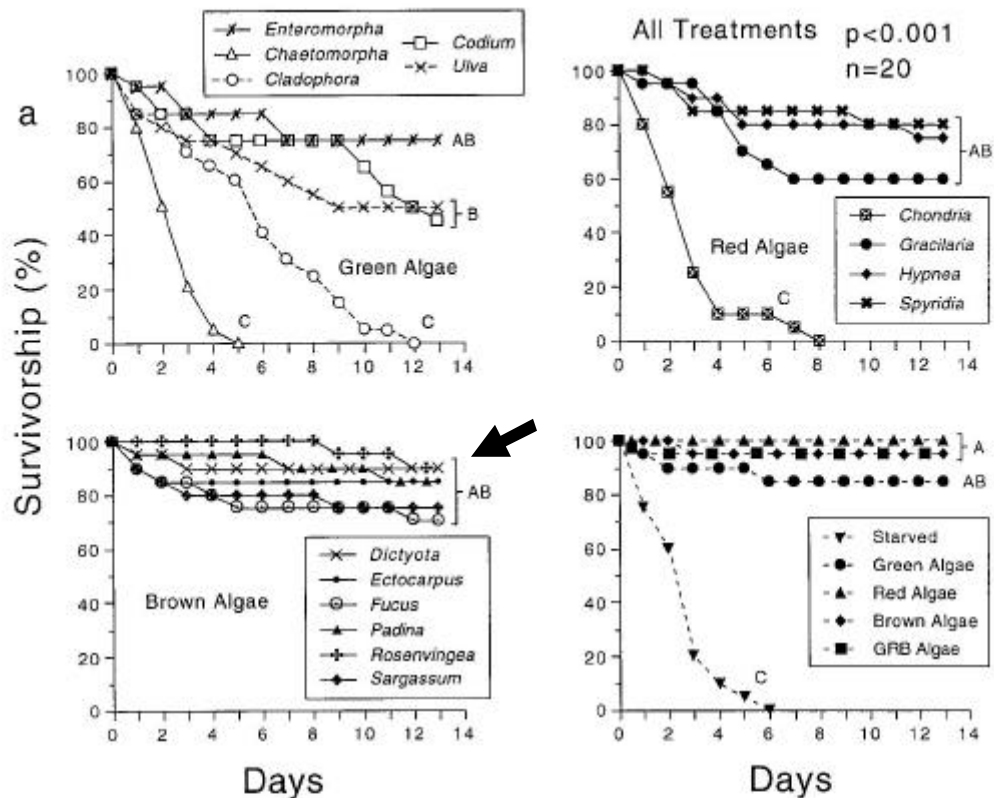 a
Survivorship (%)
Enteromorpha
Chaetomorpha
Cladophora
Codium
Ulva
100
80
60
40
20
0
0 2 4 6 8 10 12 14
AB
B
C
C
Green Algae
All Treatments p<0.001
n=20
100
80
60
40
20
0
0 2 4 6 8 10 12 14
AB
C
Red Algae
Chondria
Gracilaria
Hypnea
Spyridia
100
80
60
40
20
0
0 2 4 6 8 10 12 14
AB
Brown Algae
Dictyota
Ectocarpus
Fucus
Padina
Rosenvingea
Sargassum
Days
100
80
60
40
20
0
0 2 4 6 8 10 12 14
A
AB
C
Starved
Green Algae
Red Algae
Brown Algae
GRB Algae
Days